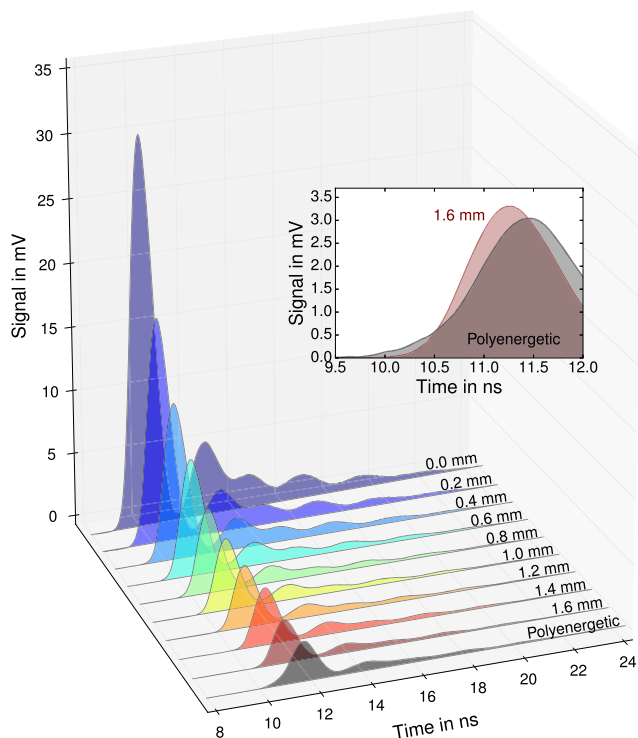 35
30
25
20
15
10
5
0
Signal in mV
3.5
3.0
2.5
2.0
1.5
1.0
0.5
0.0
Signal in mV
1.6 mm
Polyenergetic
9.5 10.0 10.5 11.0 11.5 12.0
Time in ns
0.0 mm
0.2 mm
0.4 mm
0.6 mm
0.8 mm
1.0 mm
1.2 mm
1.4 mm
1.6 mm
Polyenergetic
8 10 12 14 16 18 20 22 24
Time in ns